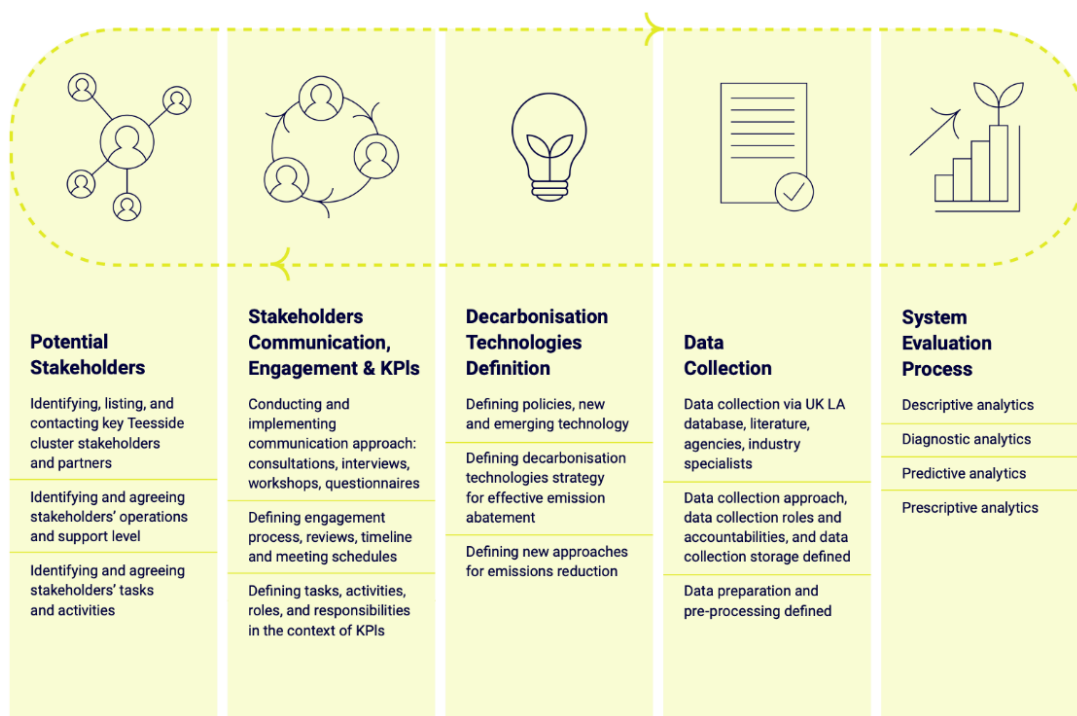 Potential
Stakeholders
Identifying, listing, and
contacting key Teesside
cluster stakeholders
and partners
Identifying and agreeing
stakeholders’ operations
and support level
Identifying and agreeing
stakeholders’ tasks
and activities
Stakeholders
Communication,
Engagement & KPIs
Conducting and
implementing
communication approach:
consultations, interviews,
workshops, questionnaires
Defining engagement
process, reviews, timeline
and meeting schedules
Defining tasks, activities,
roles, and responsibilities
in the context of KPIs
Decarbonisation
Technologies
Definition
Defining policies, new
and emerging technology
Defining decarbonisation
technologies strategy
for effective emission
abatement
Defining new approaches
for emissions reduction
Data
Collection
Data collection via UK LA
database, literature,
agencies, industry
specialists
Data collection approach,
data collection roles and
accountabilities, and data
collection storage defined
Data preparation and
pre-processing defined
System
Evaluation
Process
Descriptive analytics
Diagnostic analytics
Predictive analytics
Prescriptive analytics